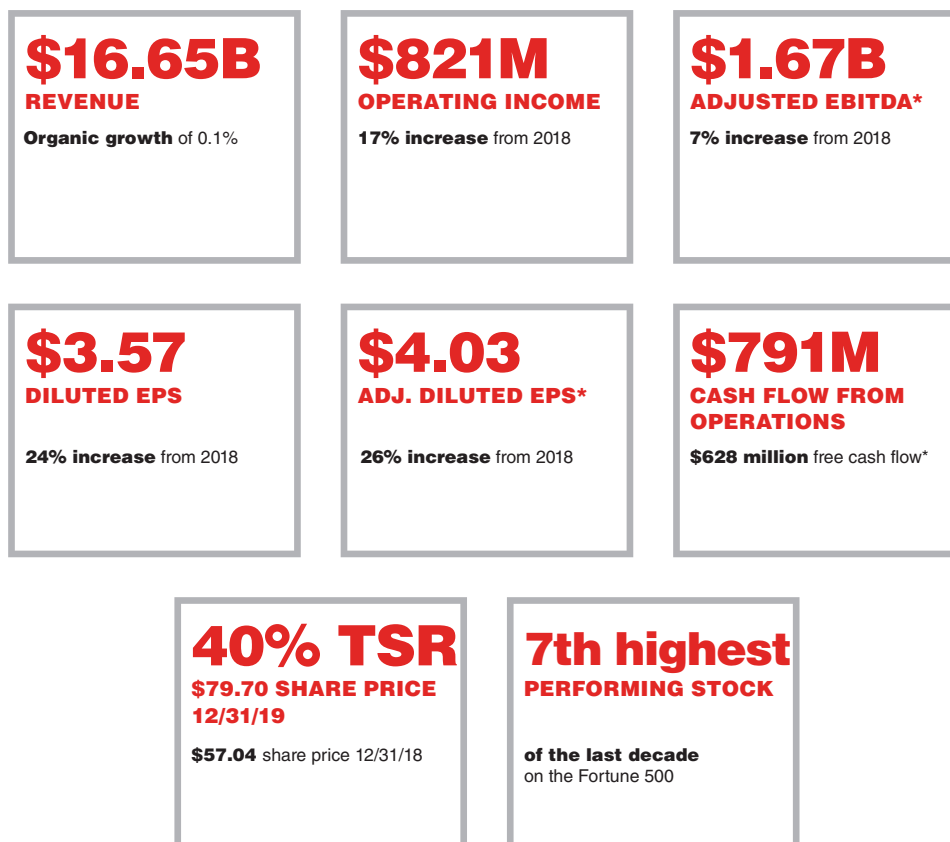 $16.65B
REVENUE
Organic growth of 0.1%
$821M
OPERATING INCOME
17% increase from 2018
$1.67B
ADJUSTED EBITDA*
7% increase from 2018
$3.57
DILUTED EPS
24% increase from 2018
$4.03
ADJ. DILUTED EPS*
26% increase from 2018
$791M
CASH FLOW FROM
OPERATIONS
$628 million free cash flow*
40% TSR
$79.70 SHARE PRICE
12/31/19
$57.04 share price 12/31/18
7th highest
PERFORMING STOCK
of the last decade
on the Fortune 500